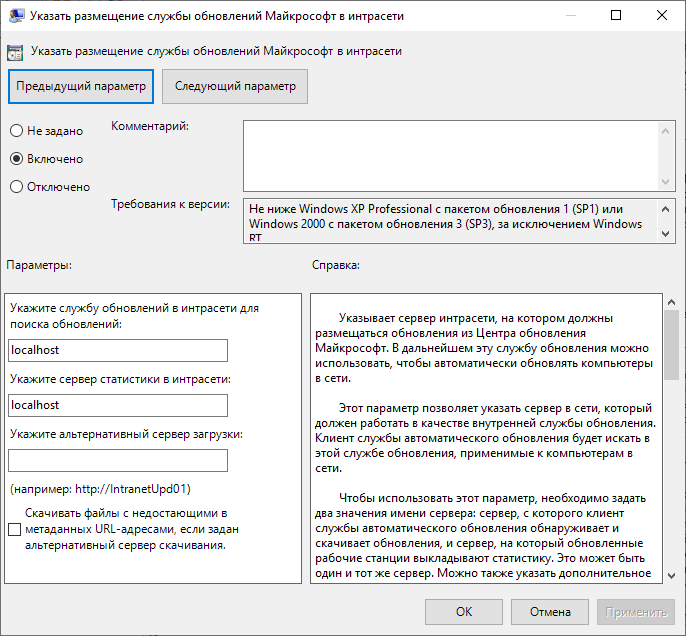 Указать размещение службы обновлений Майкрософт в интрасети
Указать размещение службы обновлений Майкрософт в интрасети
Предыдущий параметр
Следующий параметр
Не задано
Включено
Отключено
Комментарий:
Требования к версии:
Не ниже Windows XP Professional с пакетом обновления 1 (SP1) или
Windows 2000 с пакетом обновления 3 (SP3), за исключением Windows
RT
Параметры:
Справка:
Укажите службу обновлений в интрасети для
поиска обновлений:
localhost
Укажите сервер статистики в интрасети:
localhost
Укажите альтернативный сервер загрузки:
(например: http://IntranetUpd01)
Скачивать файлы с недостающими в
метаданных URL-адресами, если задан
альтернативный сервер скачивания.
Указывает сервер интрасети, на котором должны
размещаться обновления из Центра обновления
Майкрософт. В дальнейшем эту службу обновления можно
использовать, чтобы автоматически обновлять компьютеры
в сети.
Этот параметр позволяет указать сервер в сети, который
должен работать в качестве внутренней службы обновления.
Клиент службы автоматического обновления будет искать в
этой службе обновления, применимые к компьютерам в
сети.
Чтобы использовать этот параметр, необходимо задать
два значения имени сервера: сервер, с которого клиент
службы автоматического обновления обнаруживает и
скачивает обновления, и сервер, на который обновленные
рабочие станции выкладывают статистику. Это может быть
один и тот же сервер. Можно также указать дополнительное
ОК
Отмена
Применить